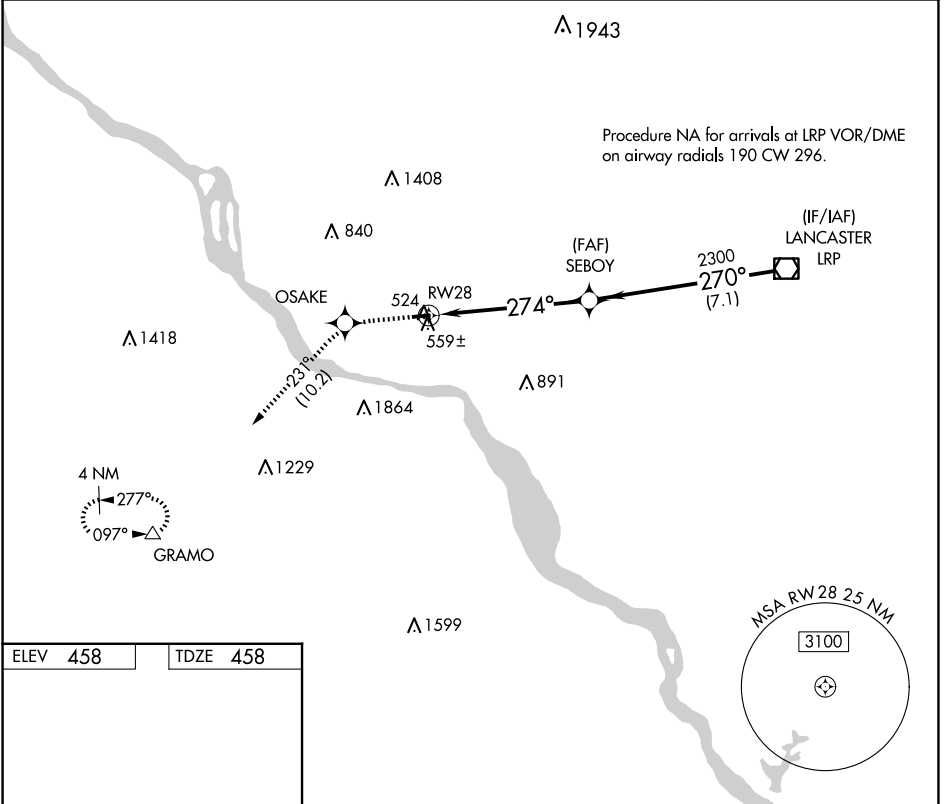 1943
Procedure NA for arrivals at LRP VOR/DME
on airway radials 190 CW 296.
1408
840
(IF/IAF)
LANCASTER
LRP
(FAF)
SEBOY
2300
270°
(7.1)
OSAKE
524
RW28
274°
559±
1418
231°
(10.2)
891
1864
1229
4 NM
277°
097°
GRAMO
1599
MSA RW28 25 NM
3100
ELEV 458
TDZE 458